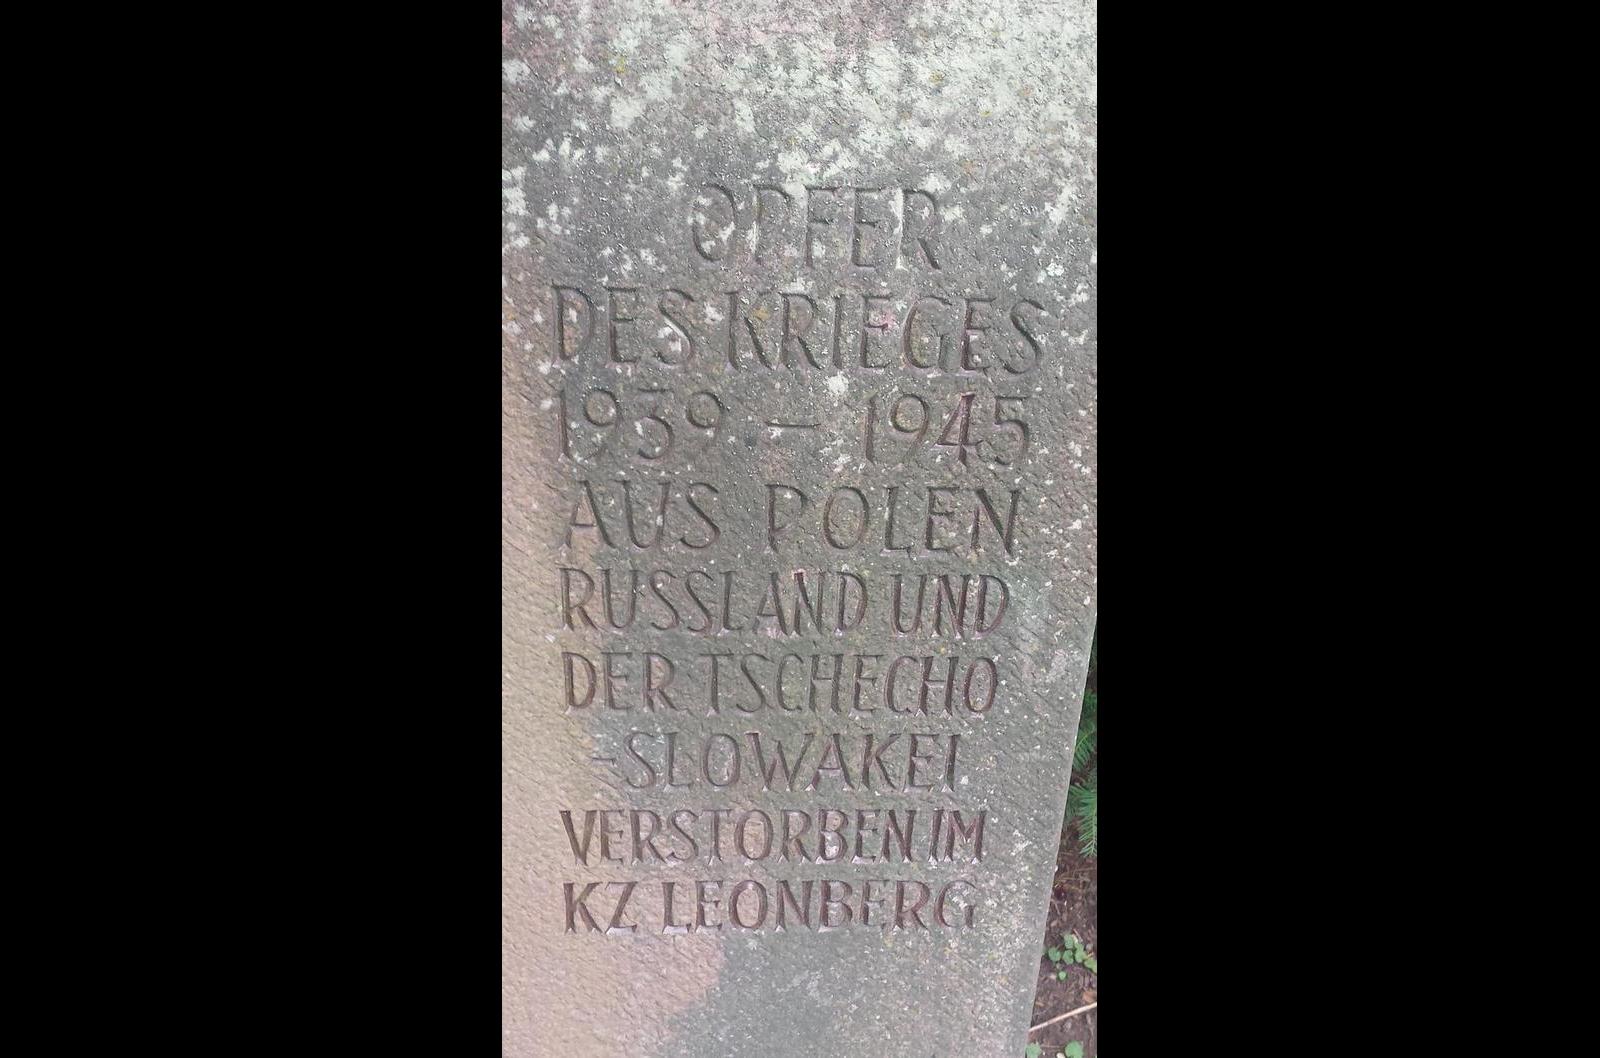 OPFER
DES KRIEGES
1939 – 1945
AUS POLEN
RUSSLAND UND
DER TSCHECHO
-SLOWAKEI
VERSTORBEN IM
KZ LEONBERG